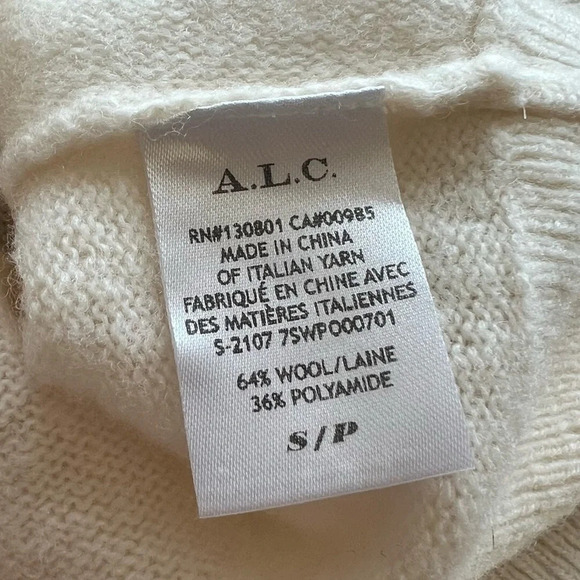 A.L.C.
RN#130801 CA#00985
MADE IN CHINA
OF ITALIAN YARN
FABRIQUÉ EN CHINE AVEC
DES MATIÈRES ITALIENNES
S-2107 7SWPO00701
64% WOOL/LAINE
36% POLYAMIDE
S/P